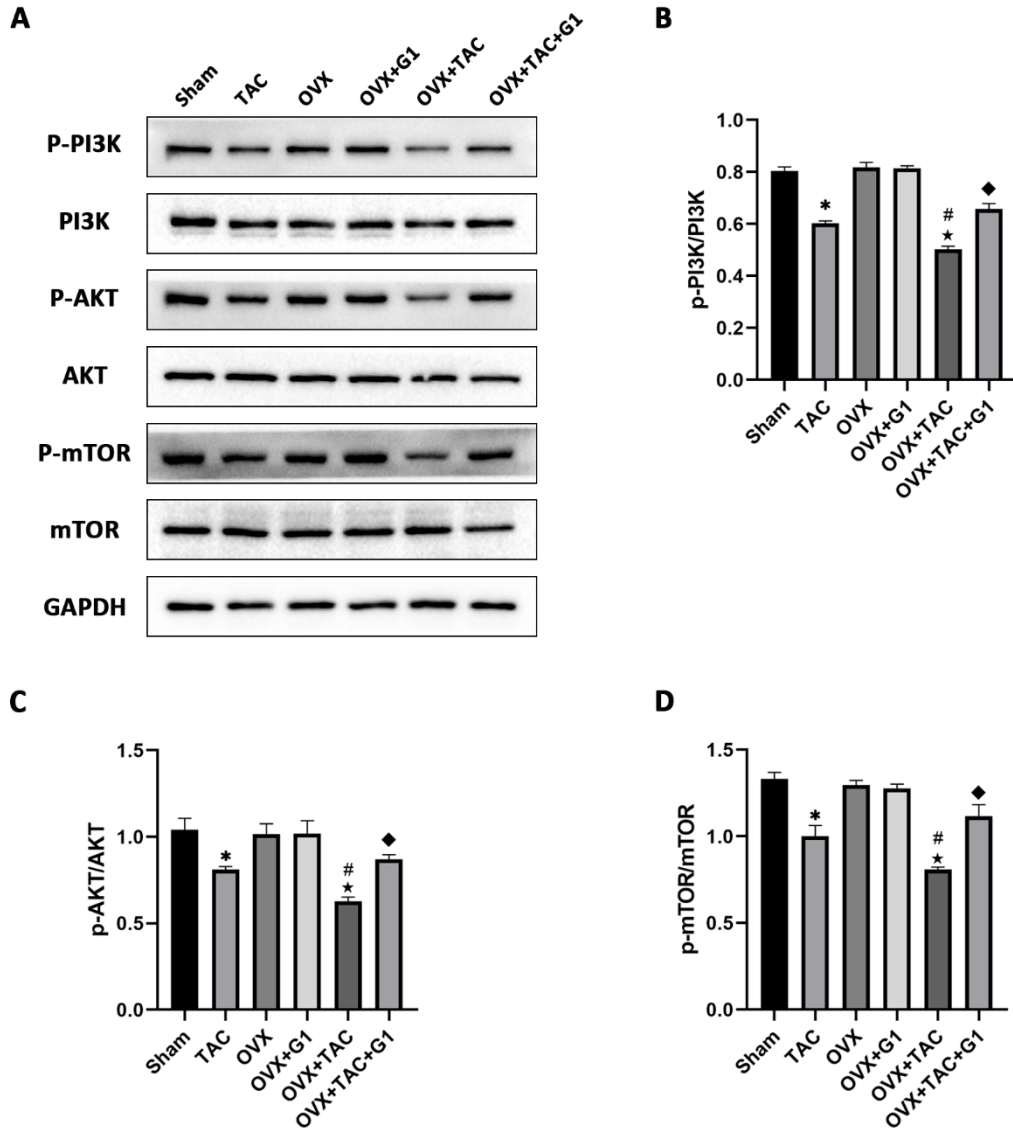 A
Sham TAC OVX OVX+G1 OVX+TAC OVX+TAC+G1
P-PI3K
PI3K
P-AKT
AKT
P-mTOR
mTOR
GAPDH
B
p-PI3K/PI3K
1.0
0.8
0.6
0.4
0.2
0.0
*
#
★
◆
Sham TAC OVX OVX+G1 OVX+TAC OVX+TAC+G1
C
p-AKT/AKT
1.5
1.0
0.5
0.0
*
#
★
◆
Sham TAC OVX OVX+G1 OVX+TAC OVX+TAC+G1
D
p-mTOR/mTOR
1.5
1.0
0.5
0.0
*
#
★
◆
Sham TAC OVX OVX+G1 OVX+TAC OVX+TAC+G1